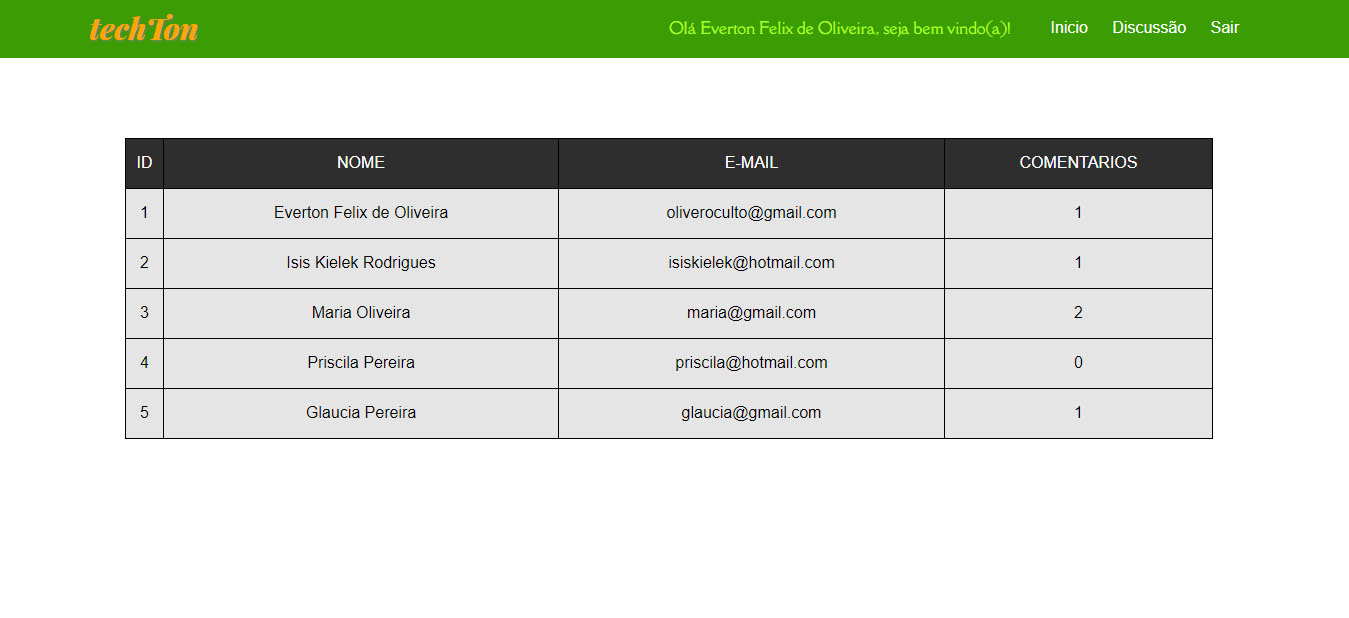 techTon Olá Everton Felix de Oliveira, seja bem vindo(a)! Inicio Discussão Sair
ID NOME E-MAIL COMENTARIOS
1 Everton Felix de Oliveira oliveroculto@gmail.com 1
2 Isis Kielek Rodrigues isiskielek@hotmail.com 1
3 Maria Oliveira maria@gmail.com 2
4 Priscila Pereira priscila@hotmail.com 0
5 Glaucia Pereira glaucia@gmail.com 1